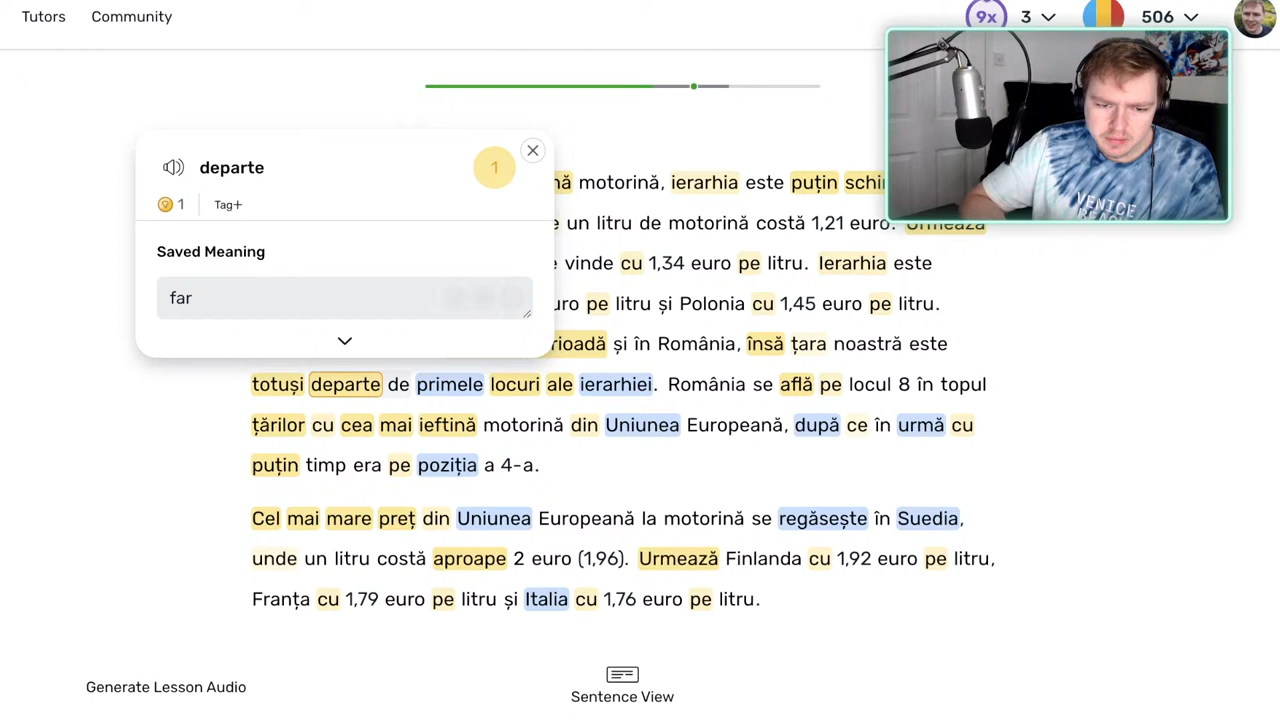 Tutors Community 9x 3 506
departe 1
1 Tag+
Saved Meaning
far
motorină, ierarhia este puțin
un litru de motorină costă 1,21 euro. Urmează
vinde cu 1,34 euro pe litru. Ierarhia este
pe litru și Polonia cu 1,45 euro pe litru.
și în România, însă țara noastră este
totuși departe de primele locuri ale ierarhiei. România se află pe locul 8 în topul
țărilor cu cea mai ieftină motorină din Uniunea Europeană, după ce în urmă cu
puțin timp era pe poziția a 4-a.
Cel mai mare preț din Uniunea Europeană la motorină se regăsește în Suedia,
unde un litru costă aproape 2 euro (1,96). Urmează Finlanda cu 1,92 euro pe litru,
Franța cu 1,79 euro pe litru și Italia cu 1,76 euro pe litru.
Generate Lesson Audio
Sentence View
VENICE